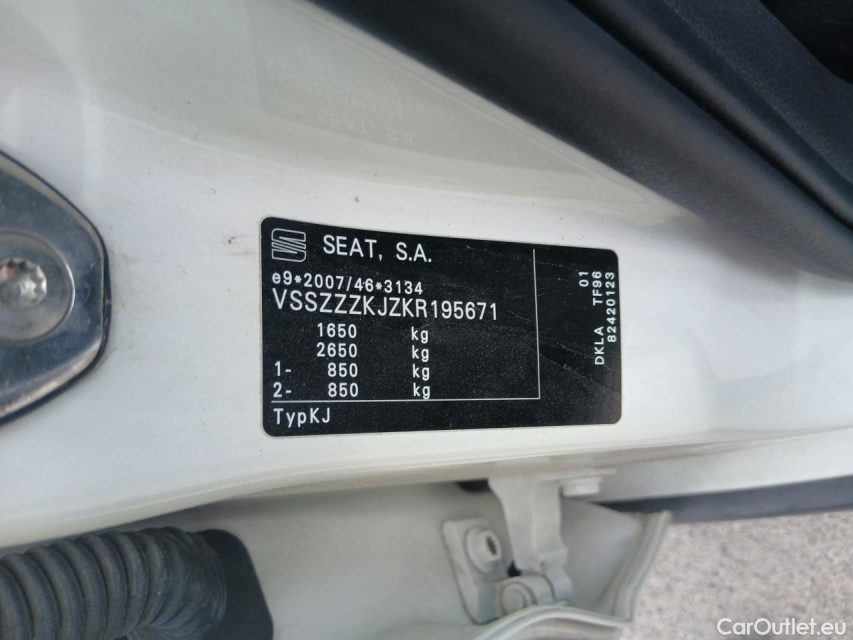 SEAT, S.A.
e9*2007/46*3134
VSSZZZKJZKR195671
1650 kg
2650 kg
1- 850 kg
2- 850 kg
TypKJ
01
DKLA TF96
82420123
CarOutlet.eu